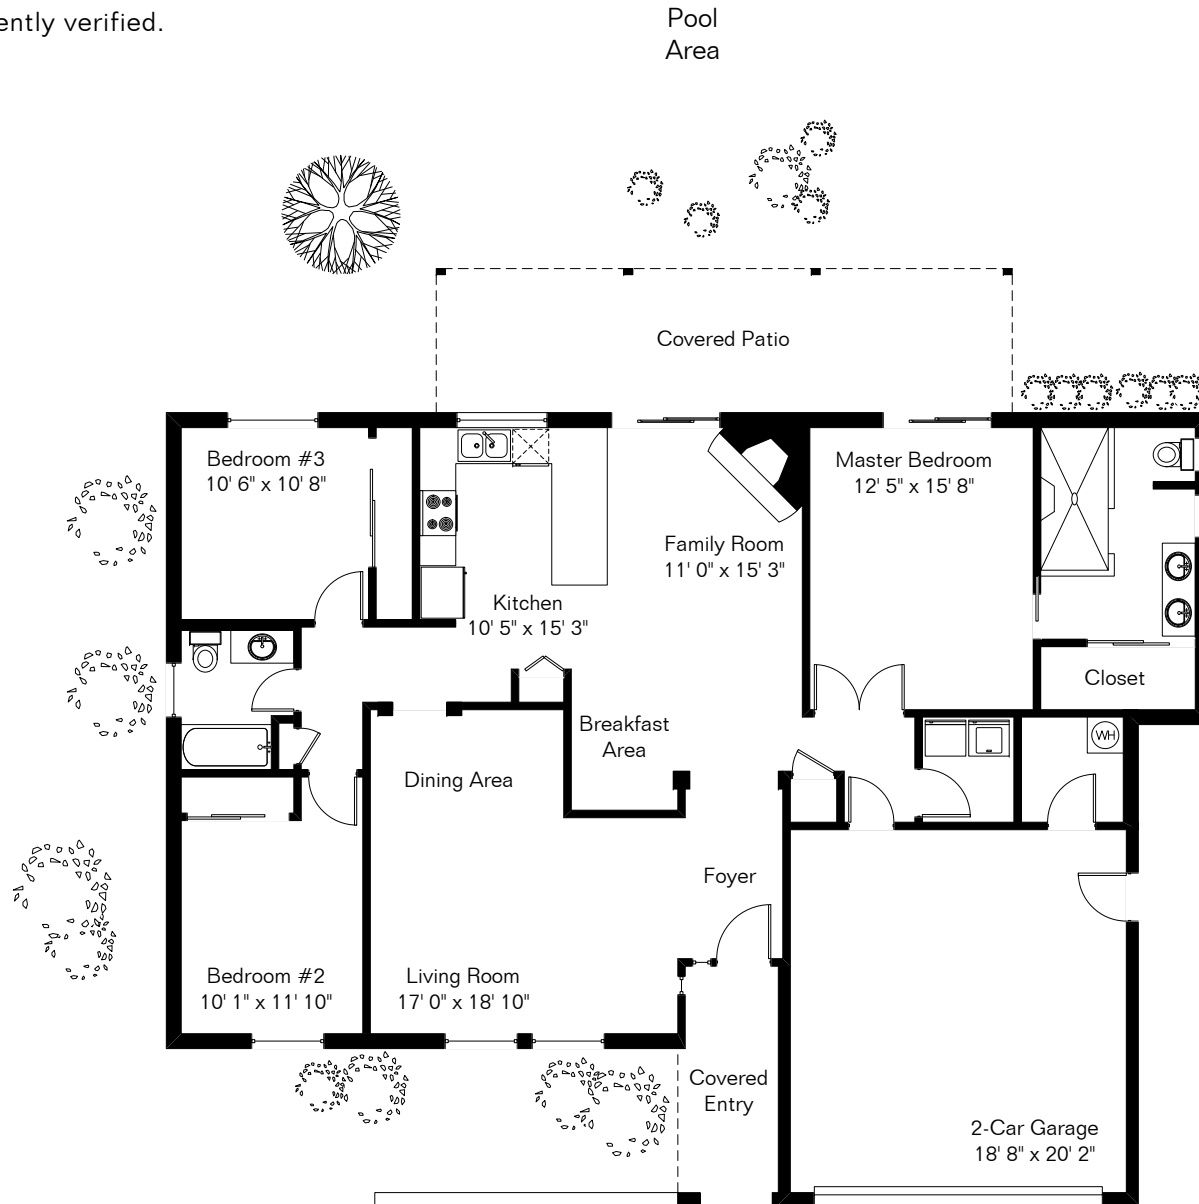 ently verified.
Pool
Area
Covered Patio
Bedroom #3
10' 6" x 10' 8"
Master Bedroom
12' 5" x 15' 8"
Family Room
11' 0" x 15' 3"
Kitchen
10' 5" x 15' 3"
Closet
Breakfast
Area
WH
Dining Area
Foyer
Bedroom #2
10' 1" x 11' 10"
Living Room
17' 0" x 18' 10"
Covered
Entry
2-Car Garage
18' 8" x 20' 2"